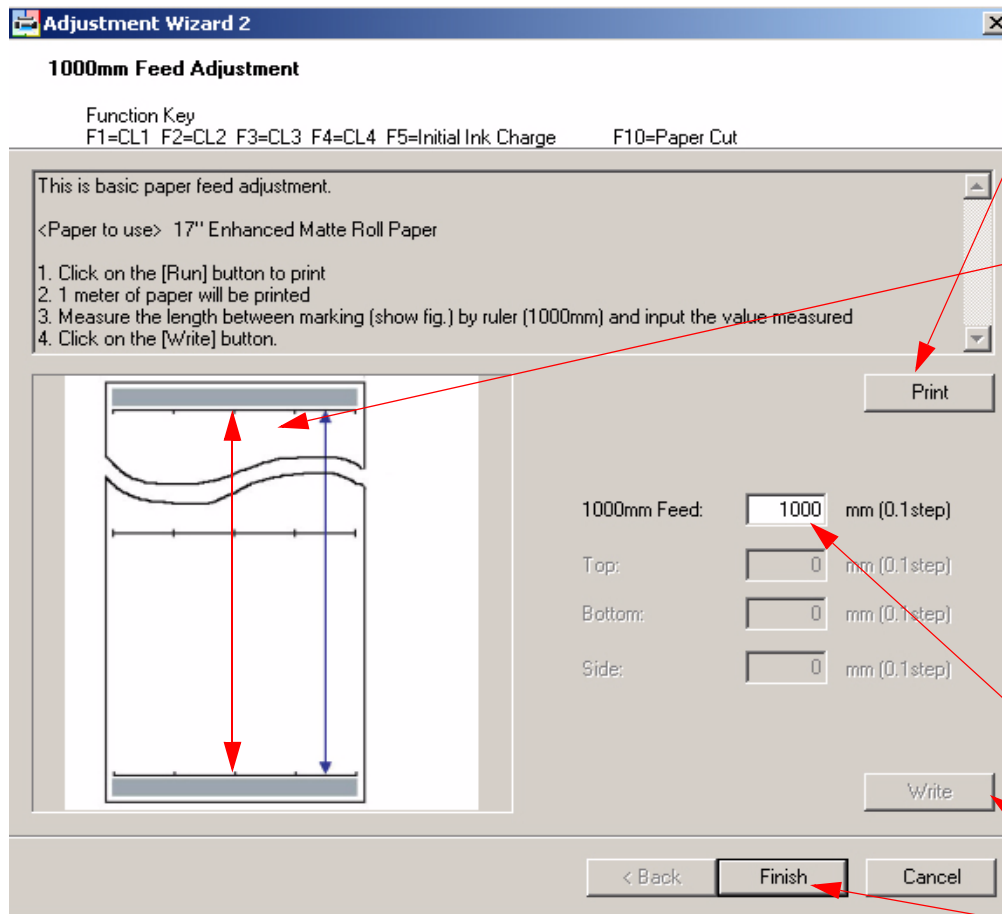 Adjustment Wizard 2
1000mm Feed Adjustment
Function Key
F1=CL1 F2=CL2 F3=CL3 F4=CL4 F5=Initial Ink Charge F10=Paper Cut
This is basic paper feed adjustment.
<Paper to use> 17" Enhanced Matte Roll Paper
1. Click on the [Run] button to print
2. 1 meter of paper will be printed
3. Measure the length between marking (show fig.) by ruler (1000mm) and input the value measured
4. Click on the [Write] button.
Print
1000mm Feed: 1000 mm (0.1step)
Top: 0 mm (0.1step)
Bottom: 0 mm (0.1step)
Side: 0 mm (0.1step)
Write
< Back Finish Cancel